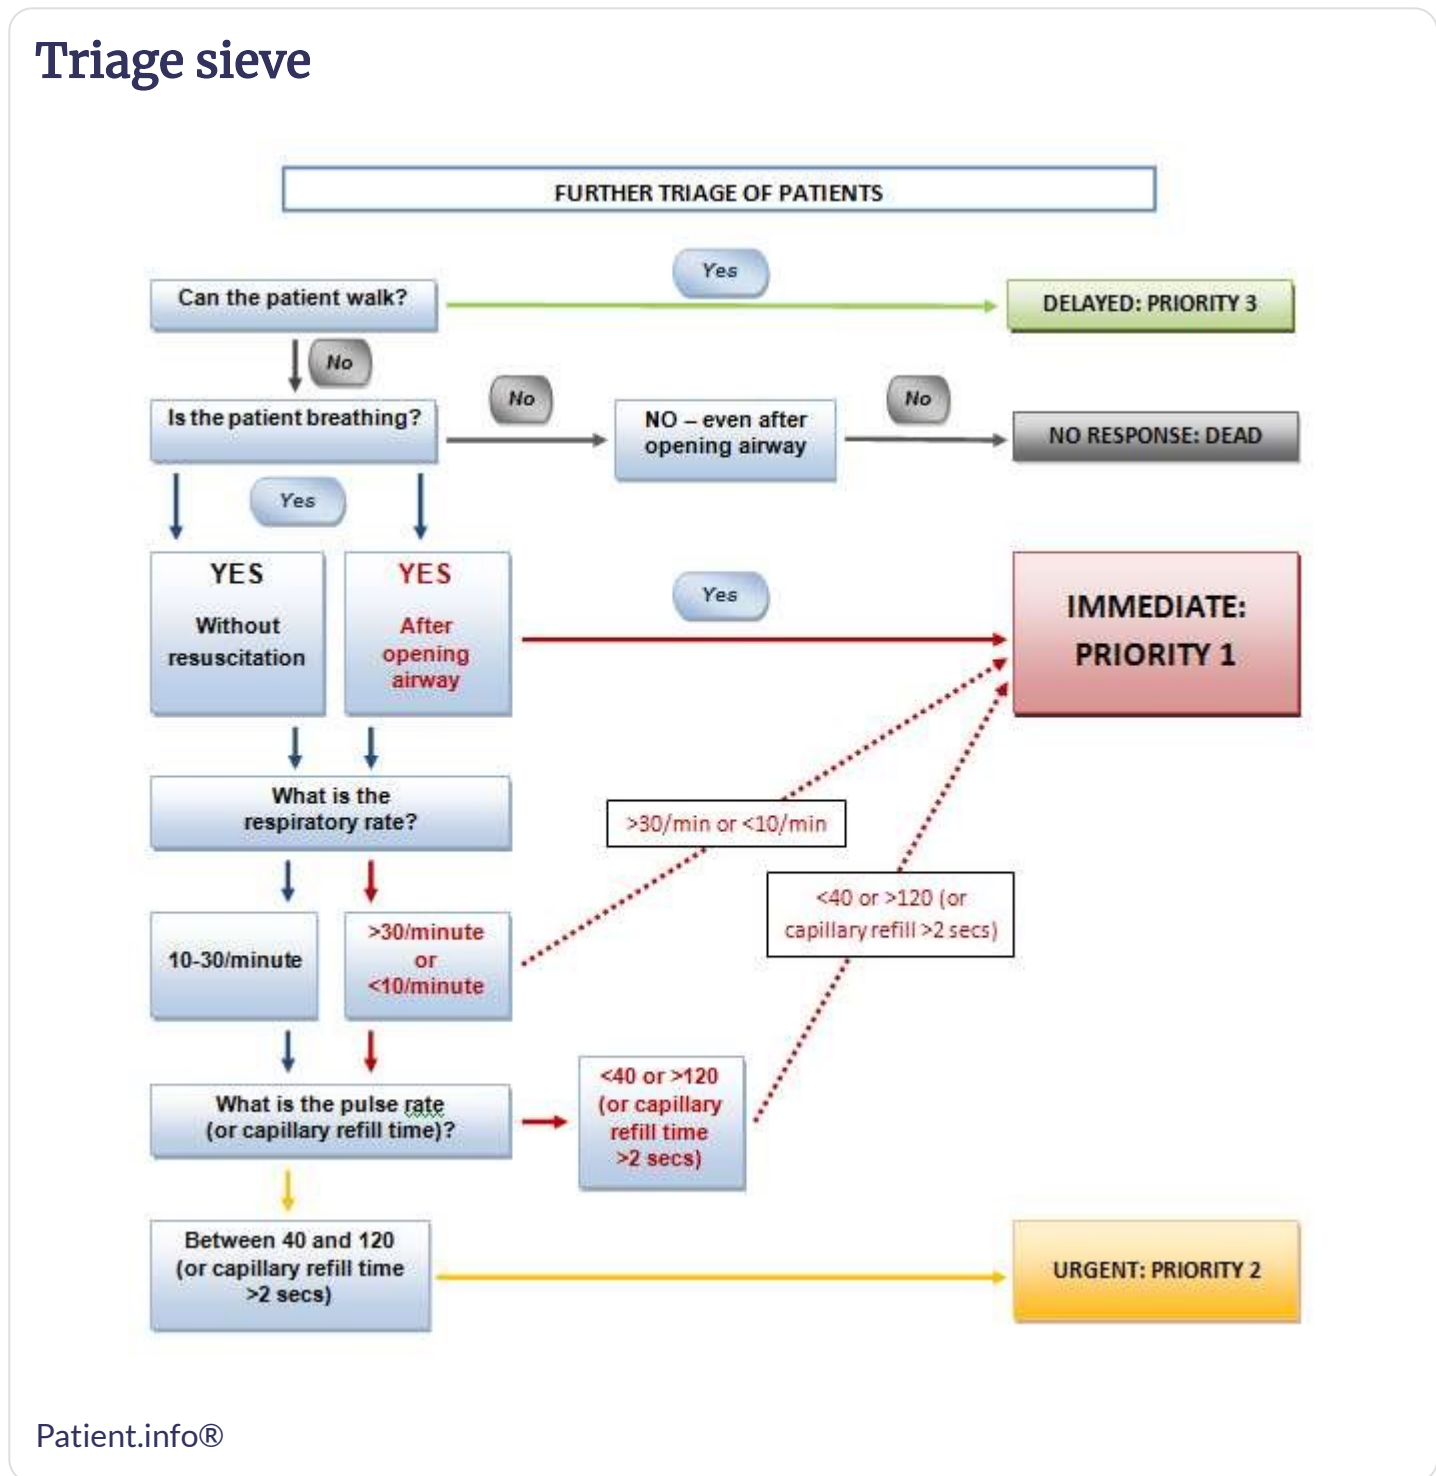 Triage sieve
FURTHER TRIAGE OF PATIENTS
Yes
Can the patient walk?
DELAYED: PRIORITY 3
No
Is the patient breathing?
No
NO – even after
opening airway
No
NO RESPONSE: DEAD
Yes
YES
Without
resuscitation
YES
After
opening
airway
Yes
IMMEDIATE:
PRIORITY 1
What is the
respiratory rate?
>30/min or <10/min
<40 or >120 (or
capillary refill >2 secs)
10-30/minute
>30/minute
or
<10/minute
What is the pulse rate
(or capillary refill time)?
<40 or >120
(or capillary
refill time
>2 secs)
Between 40 and 120
(or capillary refill time
>2 secs)
URGENT: PRIORITY 2
Patient.info®